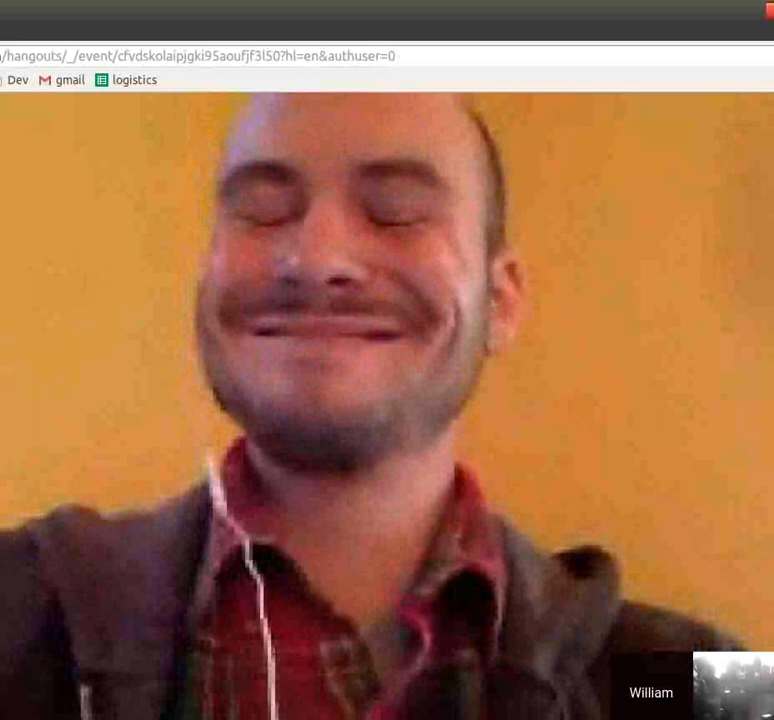 /hangouts/_/event/cfvdskolaipjgki95aoufjf3l50?hl=en&authuser=0
Dev gmail logistics
William